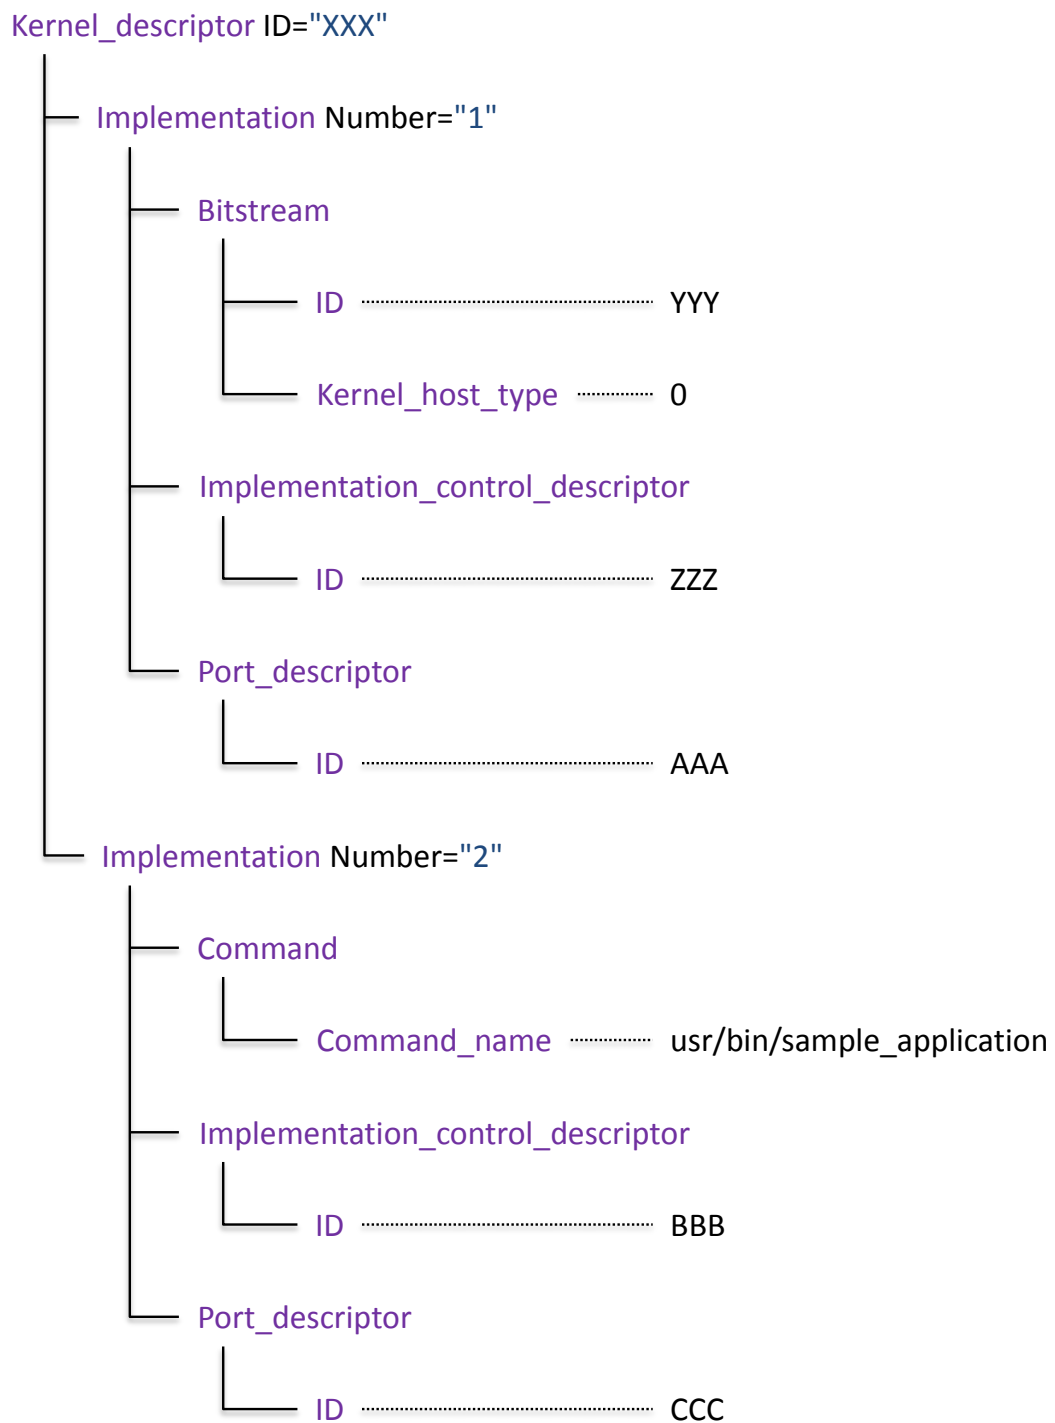 Kernel_descriptor ID="XXX"
Implementation Number="1"
Bitstream
ID YYY
Kernel_host_type 0
Implementation_control_descriptor
ID ZZZ
Port_descriptor
ID AAA
Implementation Number="2"
Command
Command_name usr/bin/sample_application
Implementation_control_descriptor
ID BBB
Port_descriptor
ID CCC